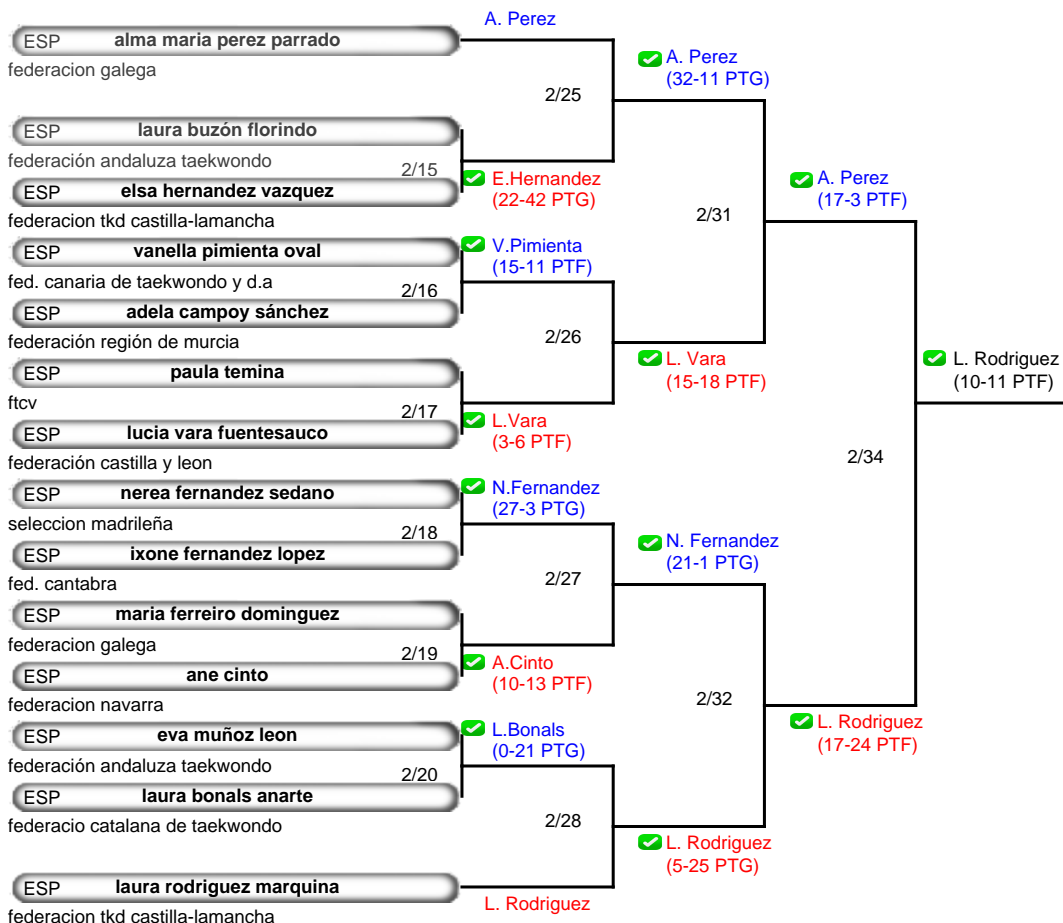 A. Perez
ESP alma maria perez parrado
federacion galega
A. Perez
(32-11 PTG)
2/25
ESP laura buzón florindo
federación andaluza taekwondo
2/15
E.Hernandez
(22-42 PTG)
ESP elsa hernandez vazquez
federacion tkd castilla-lamancha
A. Perez
(17-3 PTF)
2/31
ESP vanella pimienta oval
V.Pimienta
(15-11 PTF)
fed. canaria de taekwondo y d.a
2/16
ESP adela campoy sánchez
federación región de murcia
2/26
L. Vara
(15-18 PTF)
L. Rodriguez
(10-11 PTF)
ESP paula temina
ftcv
2/17
L.Vara
(3-6 PTF)
ESP lucia vara fuentesauco
federación castilla y leon
2/34
ESP nerea fernandez sedano
N.Fernandez
(27-3 PTG)
seleccion madrileña
2/18
ESP ixone fernandez lopez
fed. cantabra
N. Fernandez
(21-1 PTG)
2/27
ESP maria ferreiro dominguez
federacion galega
2/19
A.Cinto
(10-13 PTF)
ESP ane cinto
federacion navarra
2/32
L. Rodriguez
(17-24 PTF)
ESP eva muñoz leon
L.Bonals
(0-21 PTG)
federación andaluza taekwondo
2/20
ESP laura bonals anarte
federacio catalana de taekwondo
2/28
L. Rodriguez
(5-25 PTG)
ESP laura rodriguez marquina
L. Rodriguez
federacion tkd castilla-lamancha